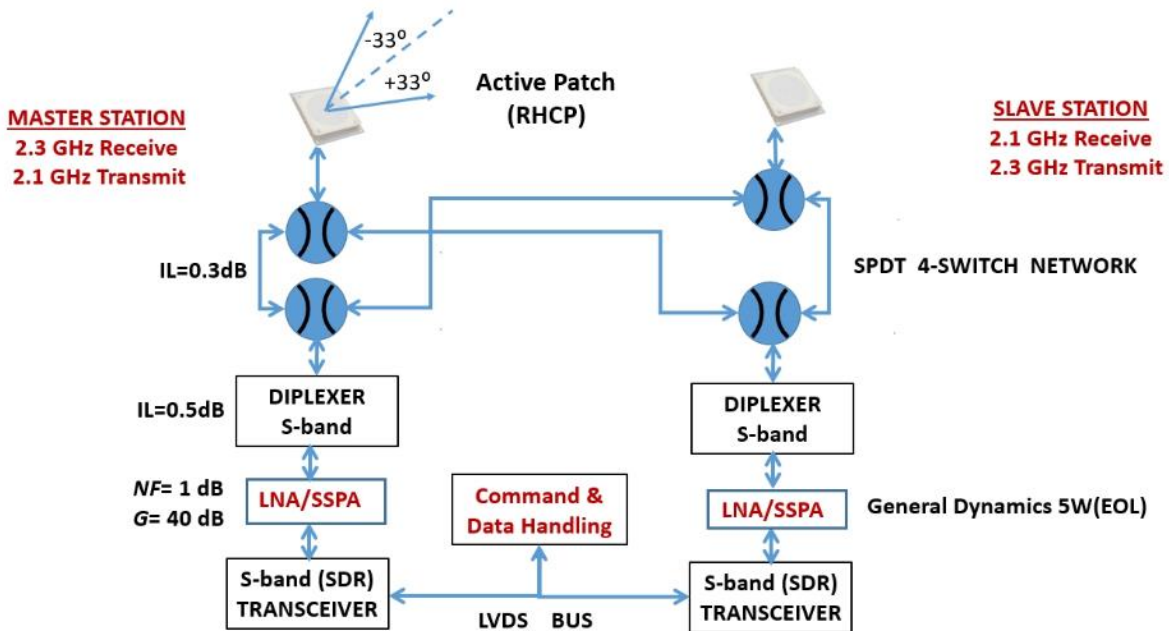 -33⁰
+33⁰
Active Patch
(RHCP)
MASTER STATION
2.3 GHz Receive
2.1 GHz Transmit
SLAVE STATION
2.1 GHz Receive
2.3 GHz Transmit
IL=0.3dB
SPDT 4-SWITCH NETWORK
IL=0.5dB
DIPLEXER
S-band
DIPLEXER
S-band
NF= 1 dB
G= 40 dB
LNA/SSPA
Command &
Data Handling
LNA/SSPA
General Dynamics 5W(EOL)
S-band (SDR)
TRANSCEIVER
LVDS BUS
S-band (SDR)
TRANSCEIVER